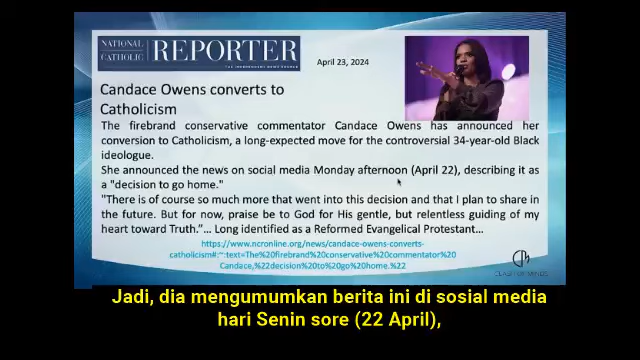 NATIONAL
CATHOLIC
REPORTER
THE INDEPENDENT NEWS SOURCE
April 23, 2024
Candace Owens converts to
Catholicism
The firebrand conservative commentator Candace Owens has announced her
conversion to Catholicism, a long-expected move for the controversial 34-year-old Black
ideologue.
She announced the news on social media Monday afternoon (April 22), describing it as
a "decision to go home."
"There is of course so much more that went into this decision and that I plan to share in
the future. But for now, praise be to God for His gentle, but relentless guiding of my
heart toward Truth."... Long identified as a Reformed Evangelical Protestant...
https://www.ncronline.org/news/candace-owens-converts-
catholicism#:~:text=The%20firebrand%20conservative%20commentator%20
Candace,%22decision%20to%20go%20home.%22
CLASH OF MINDS
Jadi, dia mengumumkan berita ini di sosial media
hari Senin sore (22 April),